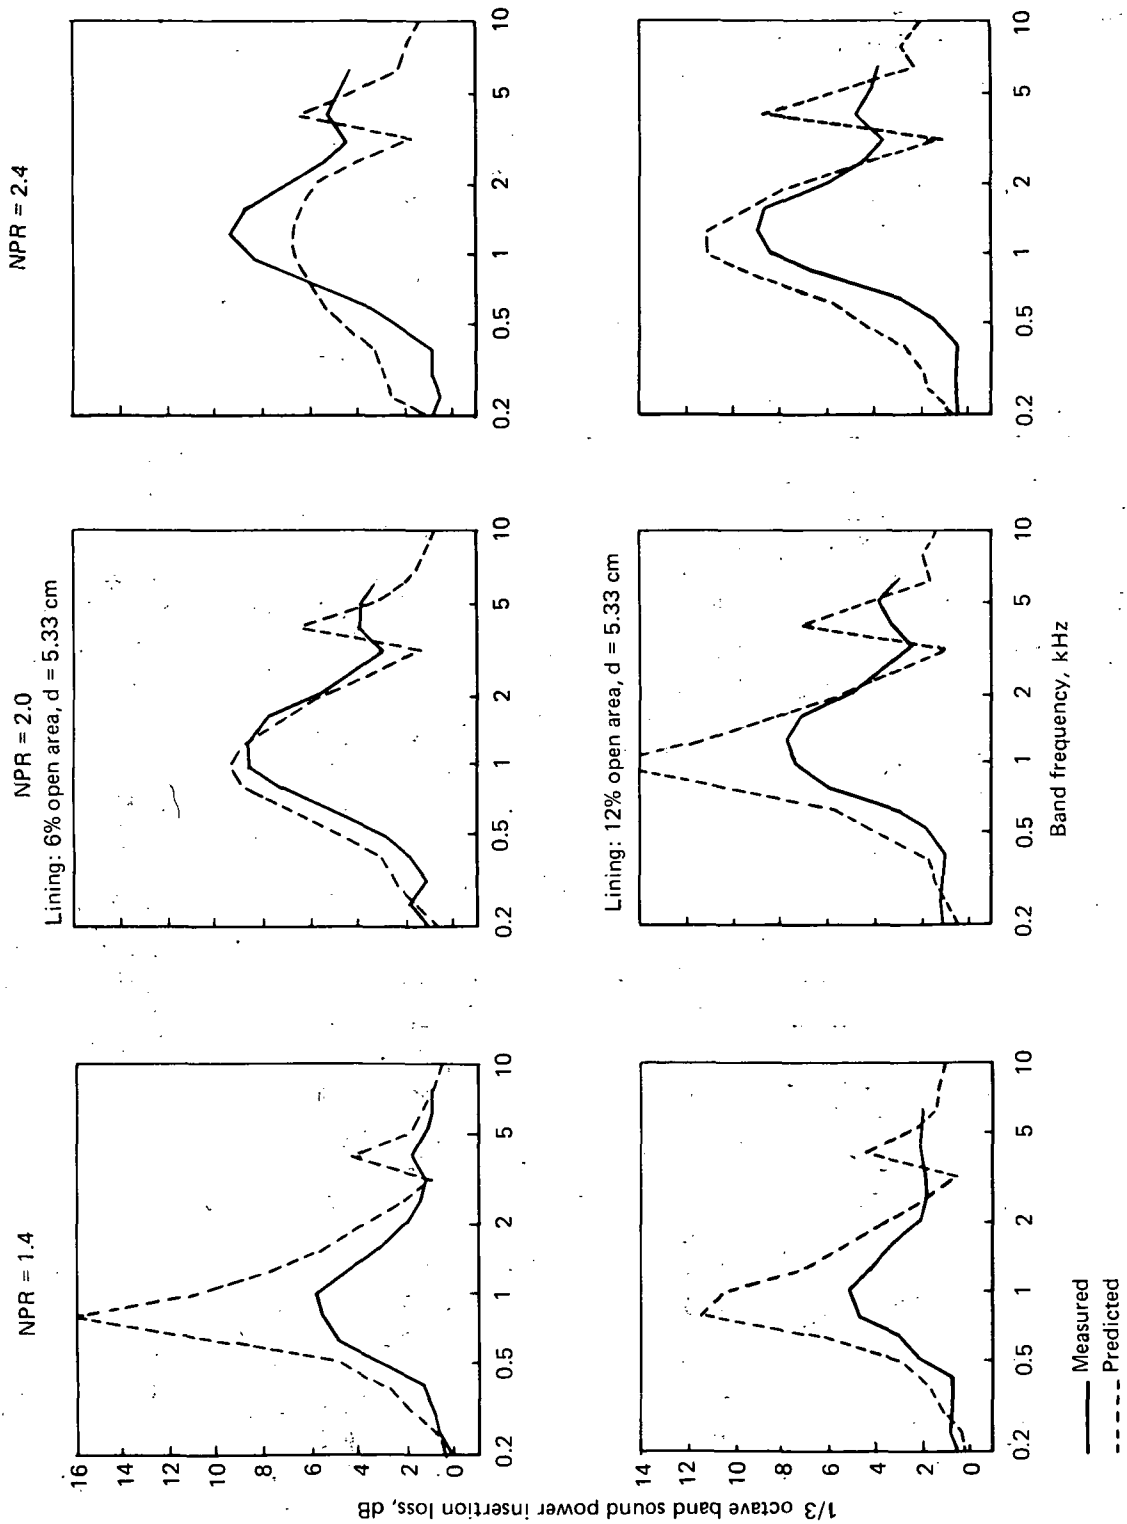 NPR = 1.4
NPR = 2.0
NPR = 2.4
Lining: 6% open area, d = 5.33 cm
1/3 octave band sound power insertion loss, dB
16
14
12
10
8
6
4
2
0
0.2 0.5 1 2 5 10
0.2 0.5 1 2 5 10
0.2 0.5 1 2 5 10
Lining: 12% open area, d = 5.33 cm
14
12
10
8
6
4
2
0
0.2 0.5 1 2 5 10
0.2 0.5 1 2 5 10
0.2 0.5 1 2 5 10
Band frequency, kHz
Measured
Predicted